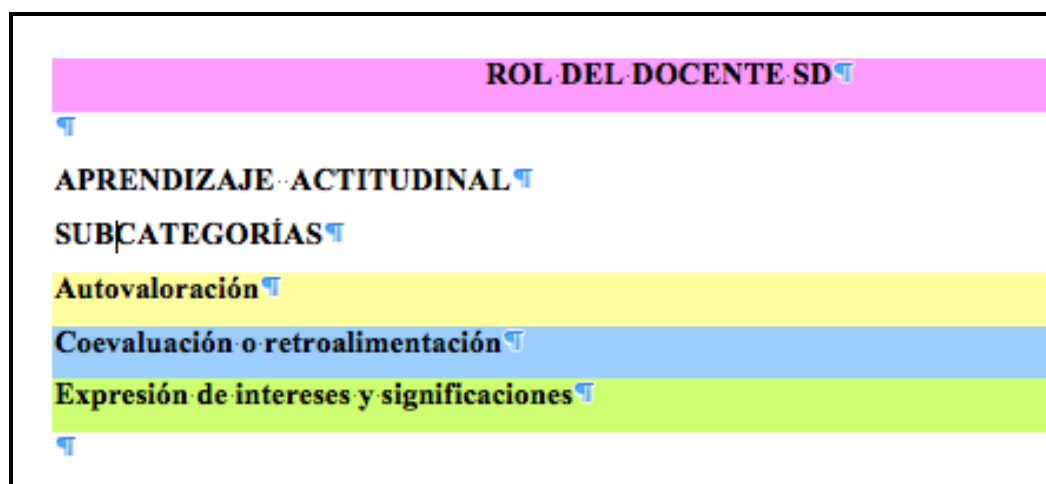 ROL DEL DOCENTE SD¶
¶
APRENDIZAJE ACTITUDINAL¶
SUBCATEGORÍAS¶
Autovaloración¶
Coevaluación o retroalimentación¶
Expresión de intereses y significaciones¶
¶